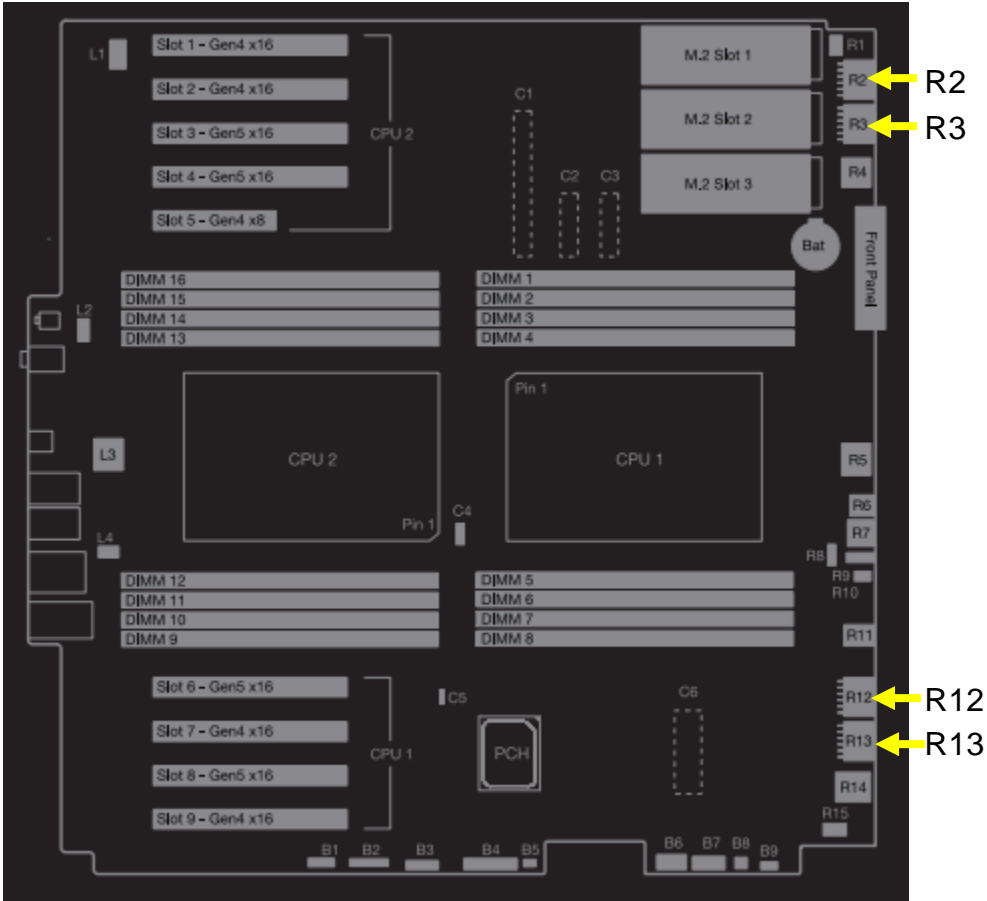 L1
Slot 1 - Gen4 x16
Slot 2 - Gen4 x16
Slot 3 - Gen5 x16
Slot 4 - Gen5 x16
Slot 5 - Gen4 x8
CPU 2
C1
C2
C3
M.2 Slot 1
M.2 Slot 2
M.2 Slot 3
R1
R2
R2
R3
R3
R4
Bat
Front Panel
DIMM 16
DIMM 15
DIMM 14
DIMM 13
DIMM 1
DIMM 2
DIMM 3
DIMM 4
L2
CPU 2
Pin 1
Pin 1
CPU 1
L3
L4
C4
R5
R6
R7
R8
R9
R10
R11
DIMM 12
DIMM 11
DIMM 10
DIMM 9
DIMM 5
DIMM 6
DIMM 7
DIMM 8
Slot 6 - Gen5 x16
Slot 7 - Gen4 x16
Slot 8 - Gen5 x16
Slot 9 - Gen4 x16
CPU 1
C5
PCH
C6
R12
R12
R13
R13
R14
R15
B1
B2
B3
B4
B5
B6
B7
B8
B9